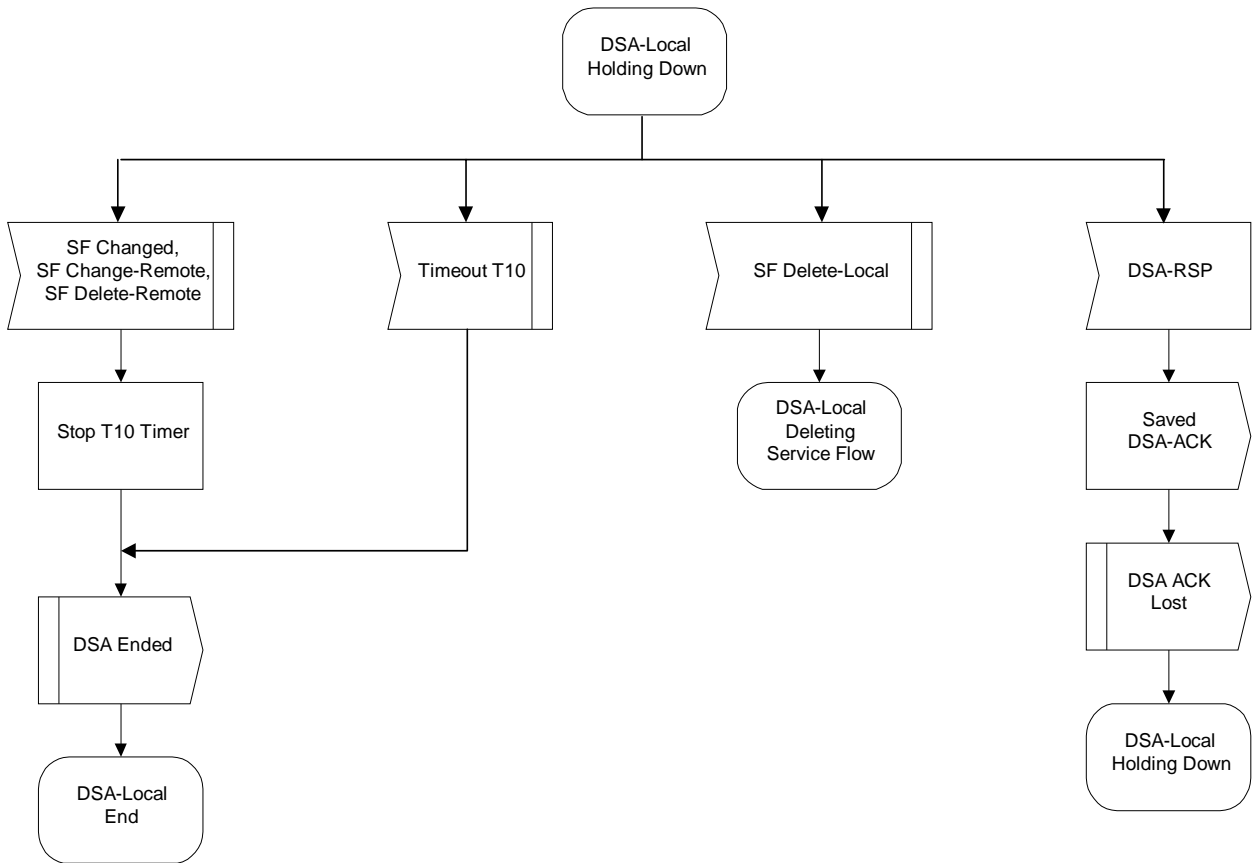 DSA-Local
Holding Down
SF Changed,
SF Change-Remote,
SF Delete-Remote
Timeout T10
SF Delete-Local
DSA-RSP
Stop T10 Timer
DSA-Local
Deleting
Service Flow
Saved
DSA-ACK
DSA Ended
DSA ACK
Lost
DSA-Local
End
DSA-Local
Holding Down